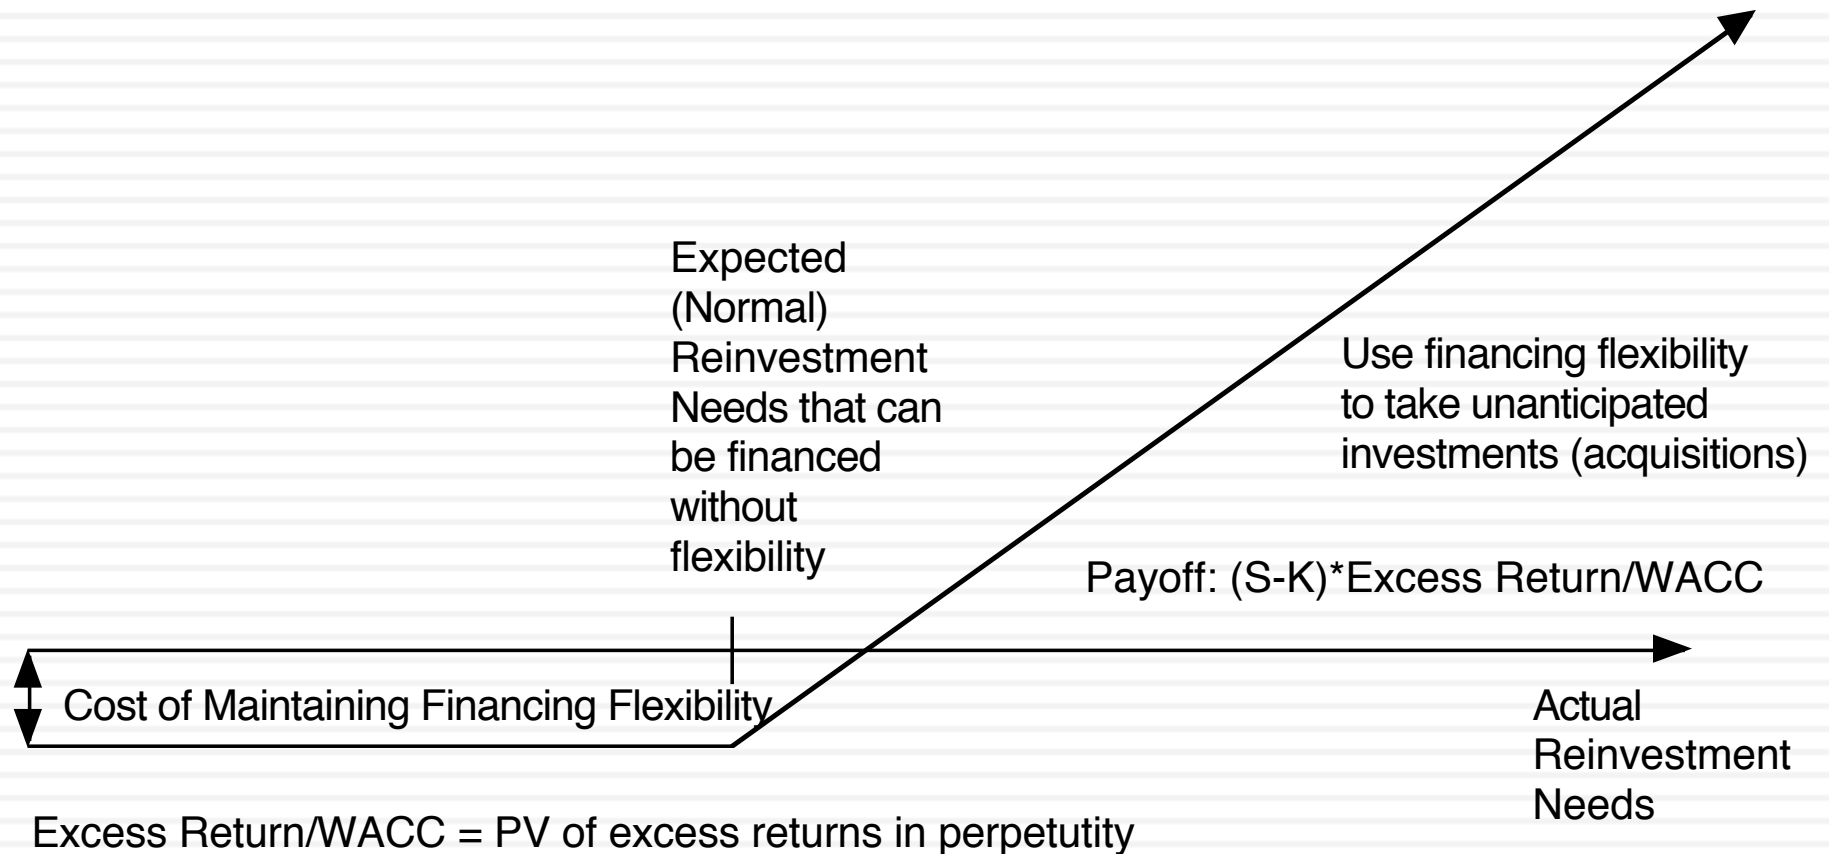 Expected
(Normal)
Reinvestment
Needs that can
be financed
without
flexibility
Use financing flexibility
to take unanticipated
investments (acquisitions)
Payoff: (S-K)*Excess Return/WACC
Cost of Maintaining Financing Flexibility
Actual
Reinvestment
Needs
Excess Return/WACC = PV of excess returns in perpetutity